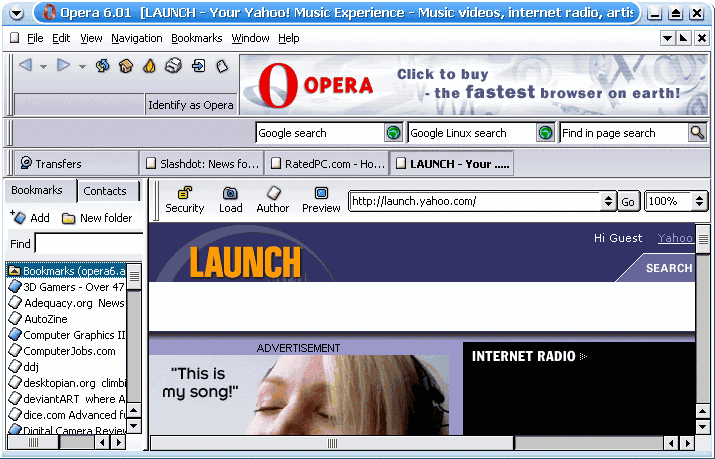 Opera 6.01 [LAUNCH - Your Yahoo! Music Experience - Music videos, internet radio, artis
File Edit View Navigation Bookmarks Window Help
OPERA
Click to buy
- the fastest browser on earth!
Identify as Opera
Google search Google Linux search Find in page search
Transfers Slashdot: News fo... RatedPC.com - Ho... LAUNCH - Your .....
Bookmarks Contacts
Security Load Author Preview http://launch.yahoo.com/ Go 100%
Add New folder
Find
Hi Guest Yahoo
LAUNCH
SEARCH
Bookmarks (opera6.a
3D Gamers - Over 47
Adequacy.org News
AutoZine
Computer Graphics II
ComputerJobs.com
ddj
desktopian.org climbi
deviantART where A
dice.com Advanced fu
Digital Camera Review
ADVERTISEMENT
"This is
my song!"
INTERNET RADIO